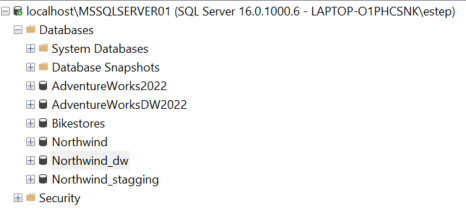 localhost\MSSQLSERVER01 (SQL Server 16.0.1000.6 - LAPTOP-O1PHCSNK\estep)
Databases
System Databases
Database Snapshots
AdventureWorks2022
AdventureWorksDW2022
Bikestores
Northwind
Northwind_dw
Northwind_stagging
Security